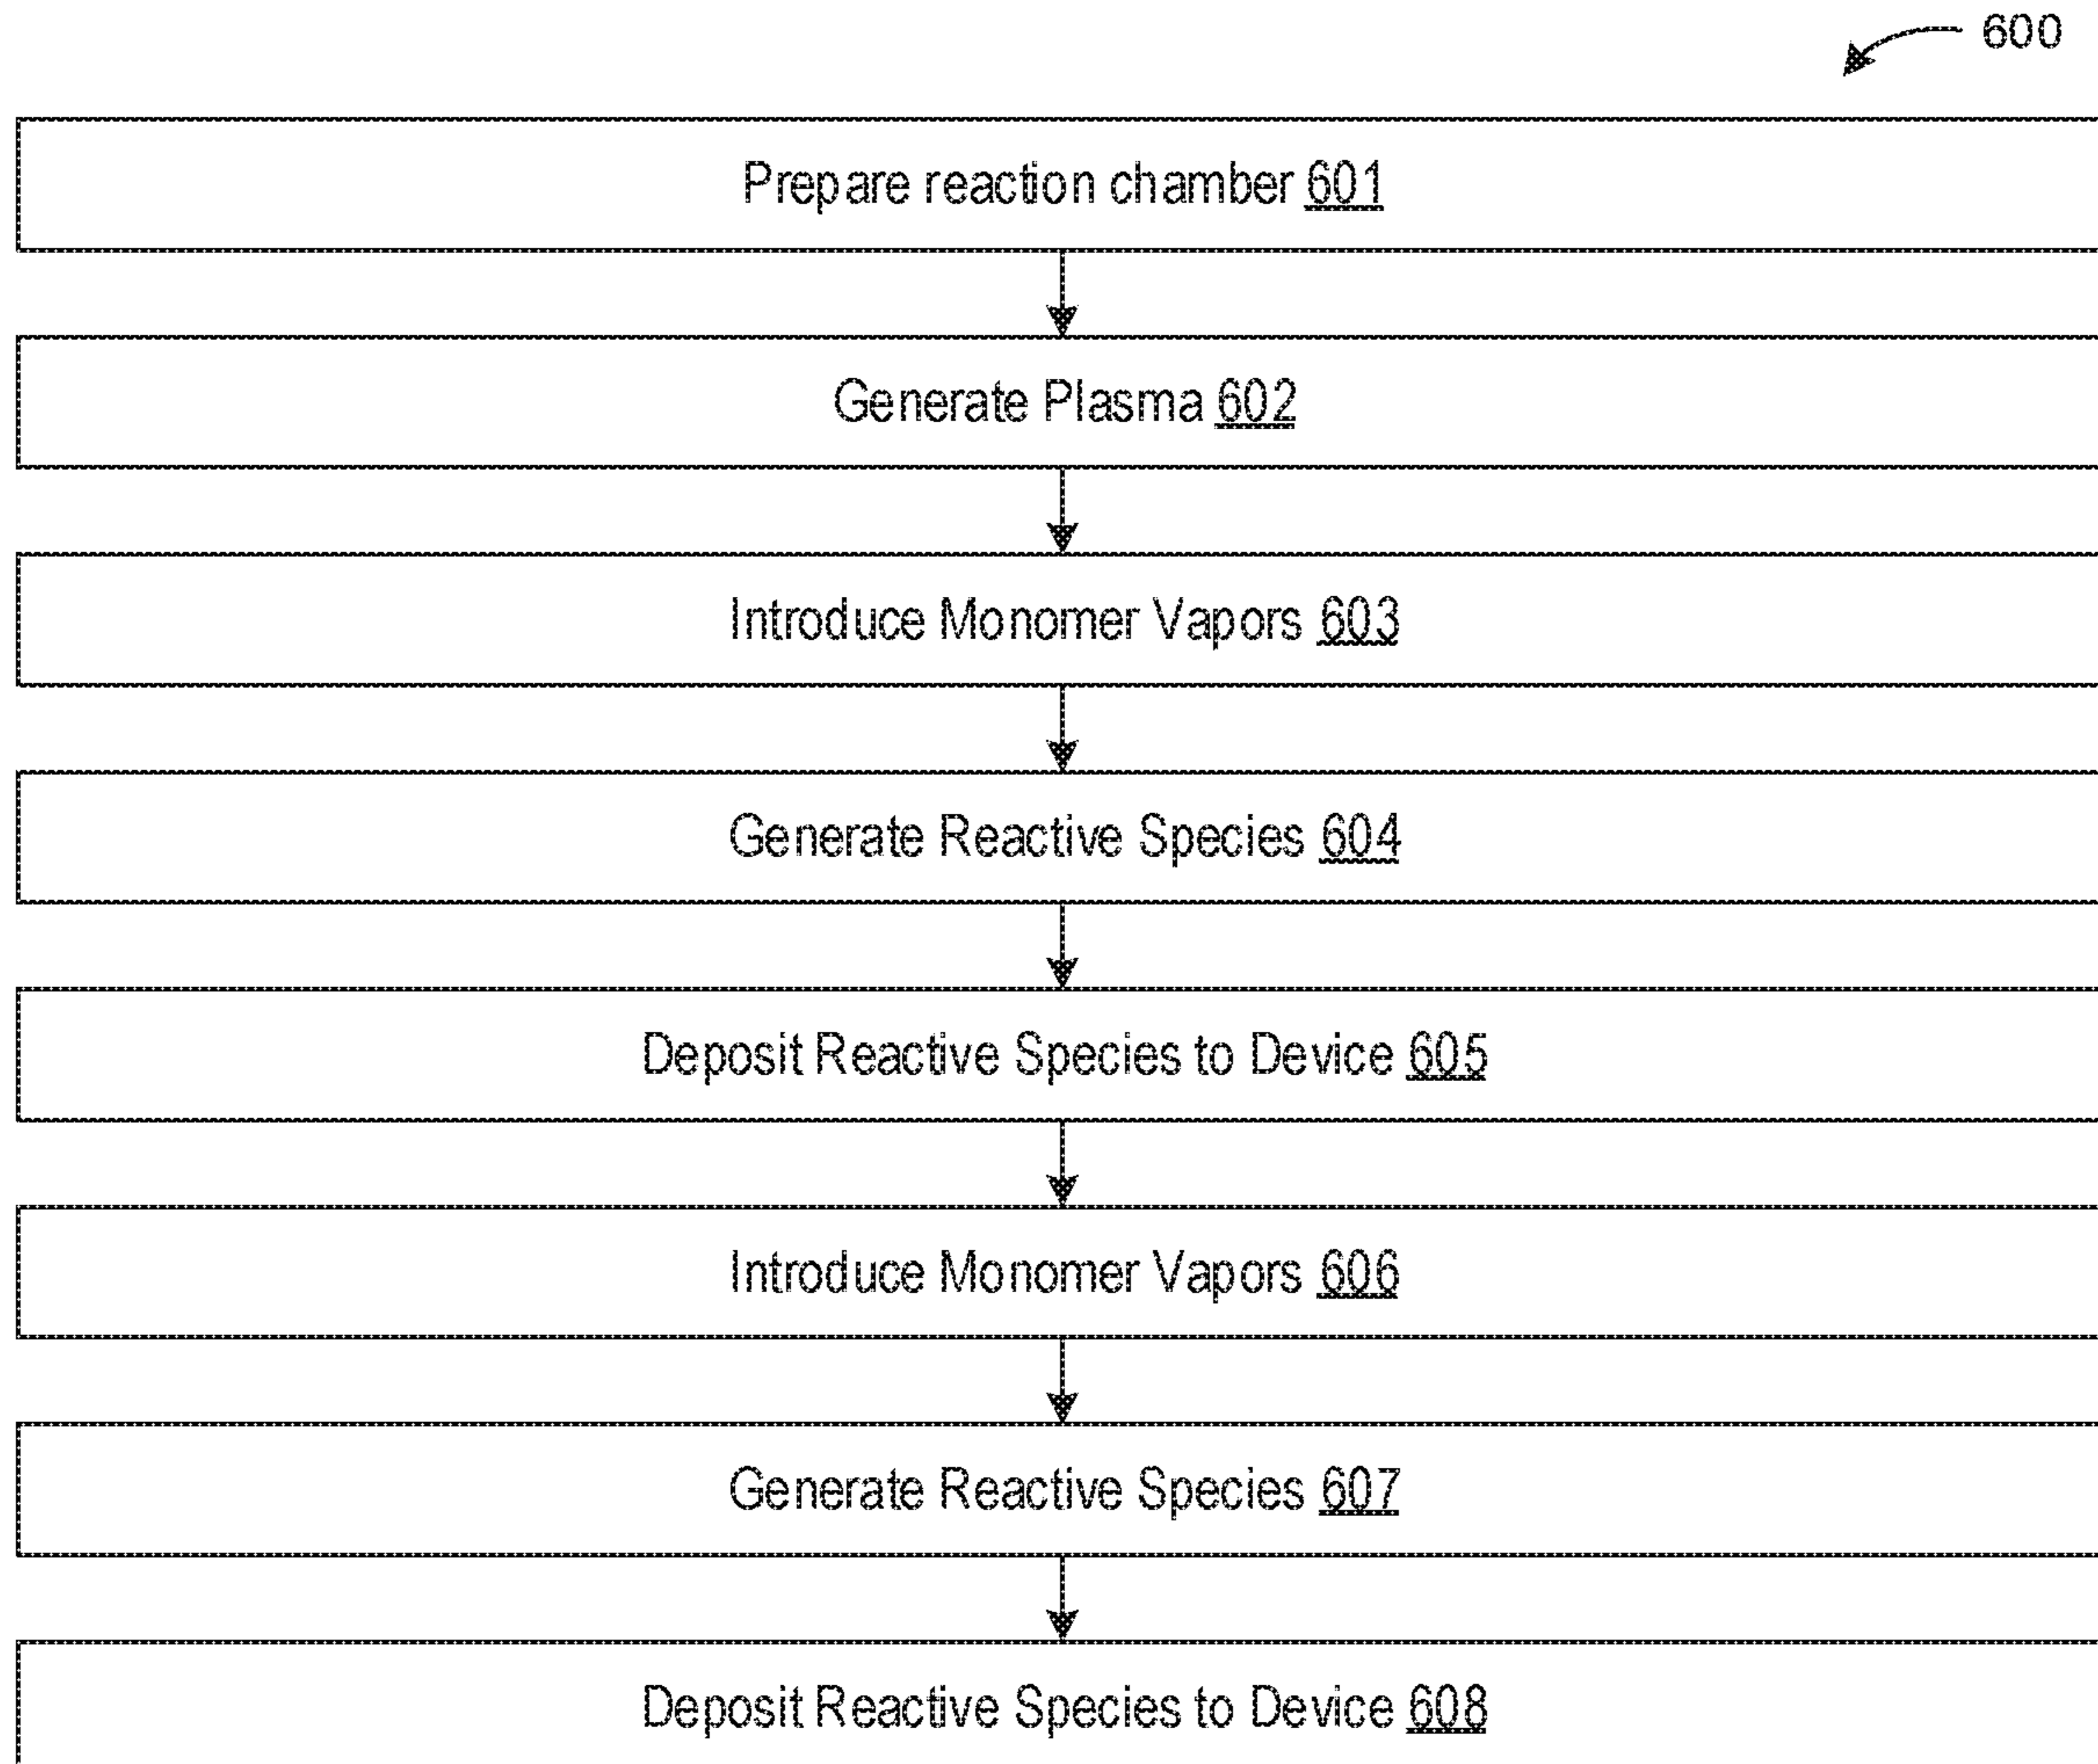 600
Prepare reaction chamber 601
Generate Plasma 602
Introduce Monomer Vapors 603
Generate Reactive Species 604
Deposit Reactive Species to Device 605
Introduce Monomer Vapors 606
Generate Reactive Species 607
Deposit Reactive Species to Device 608